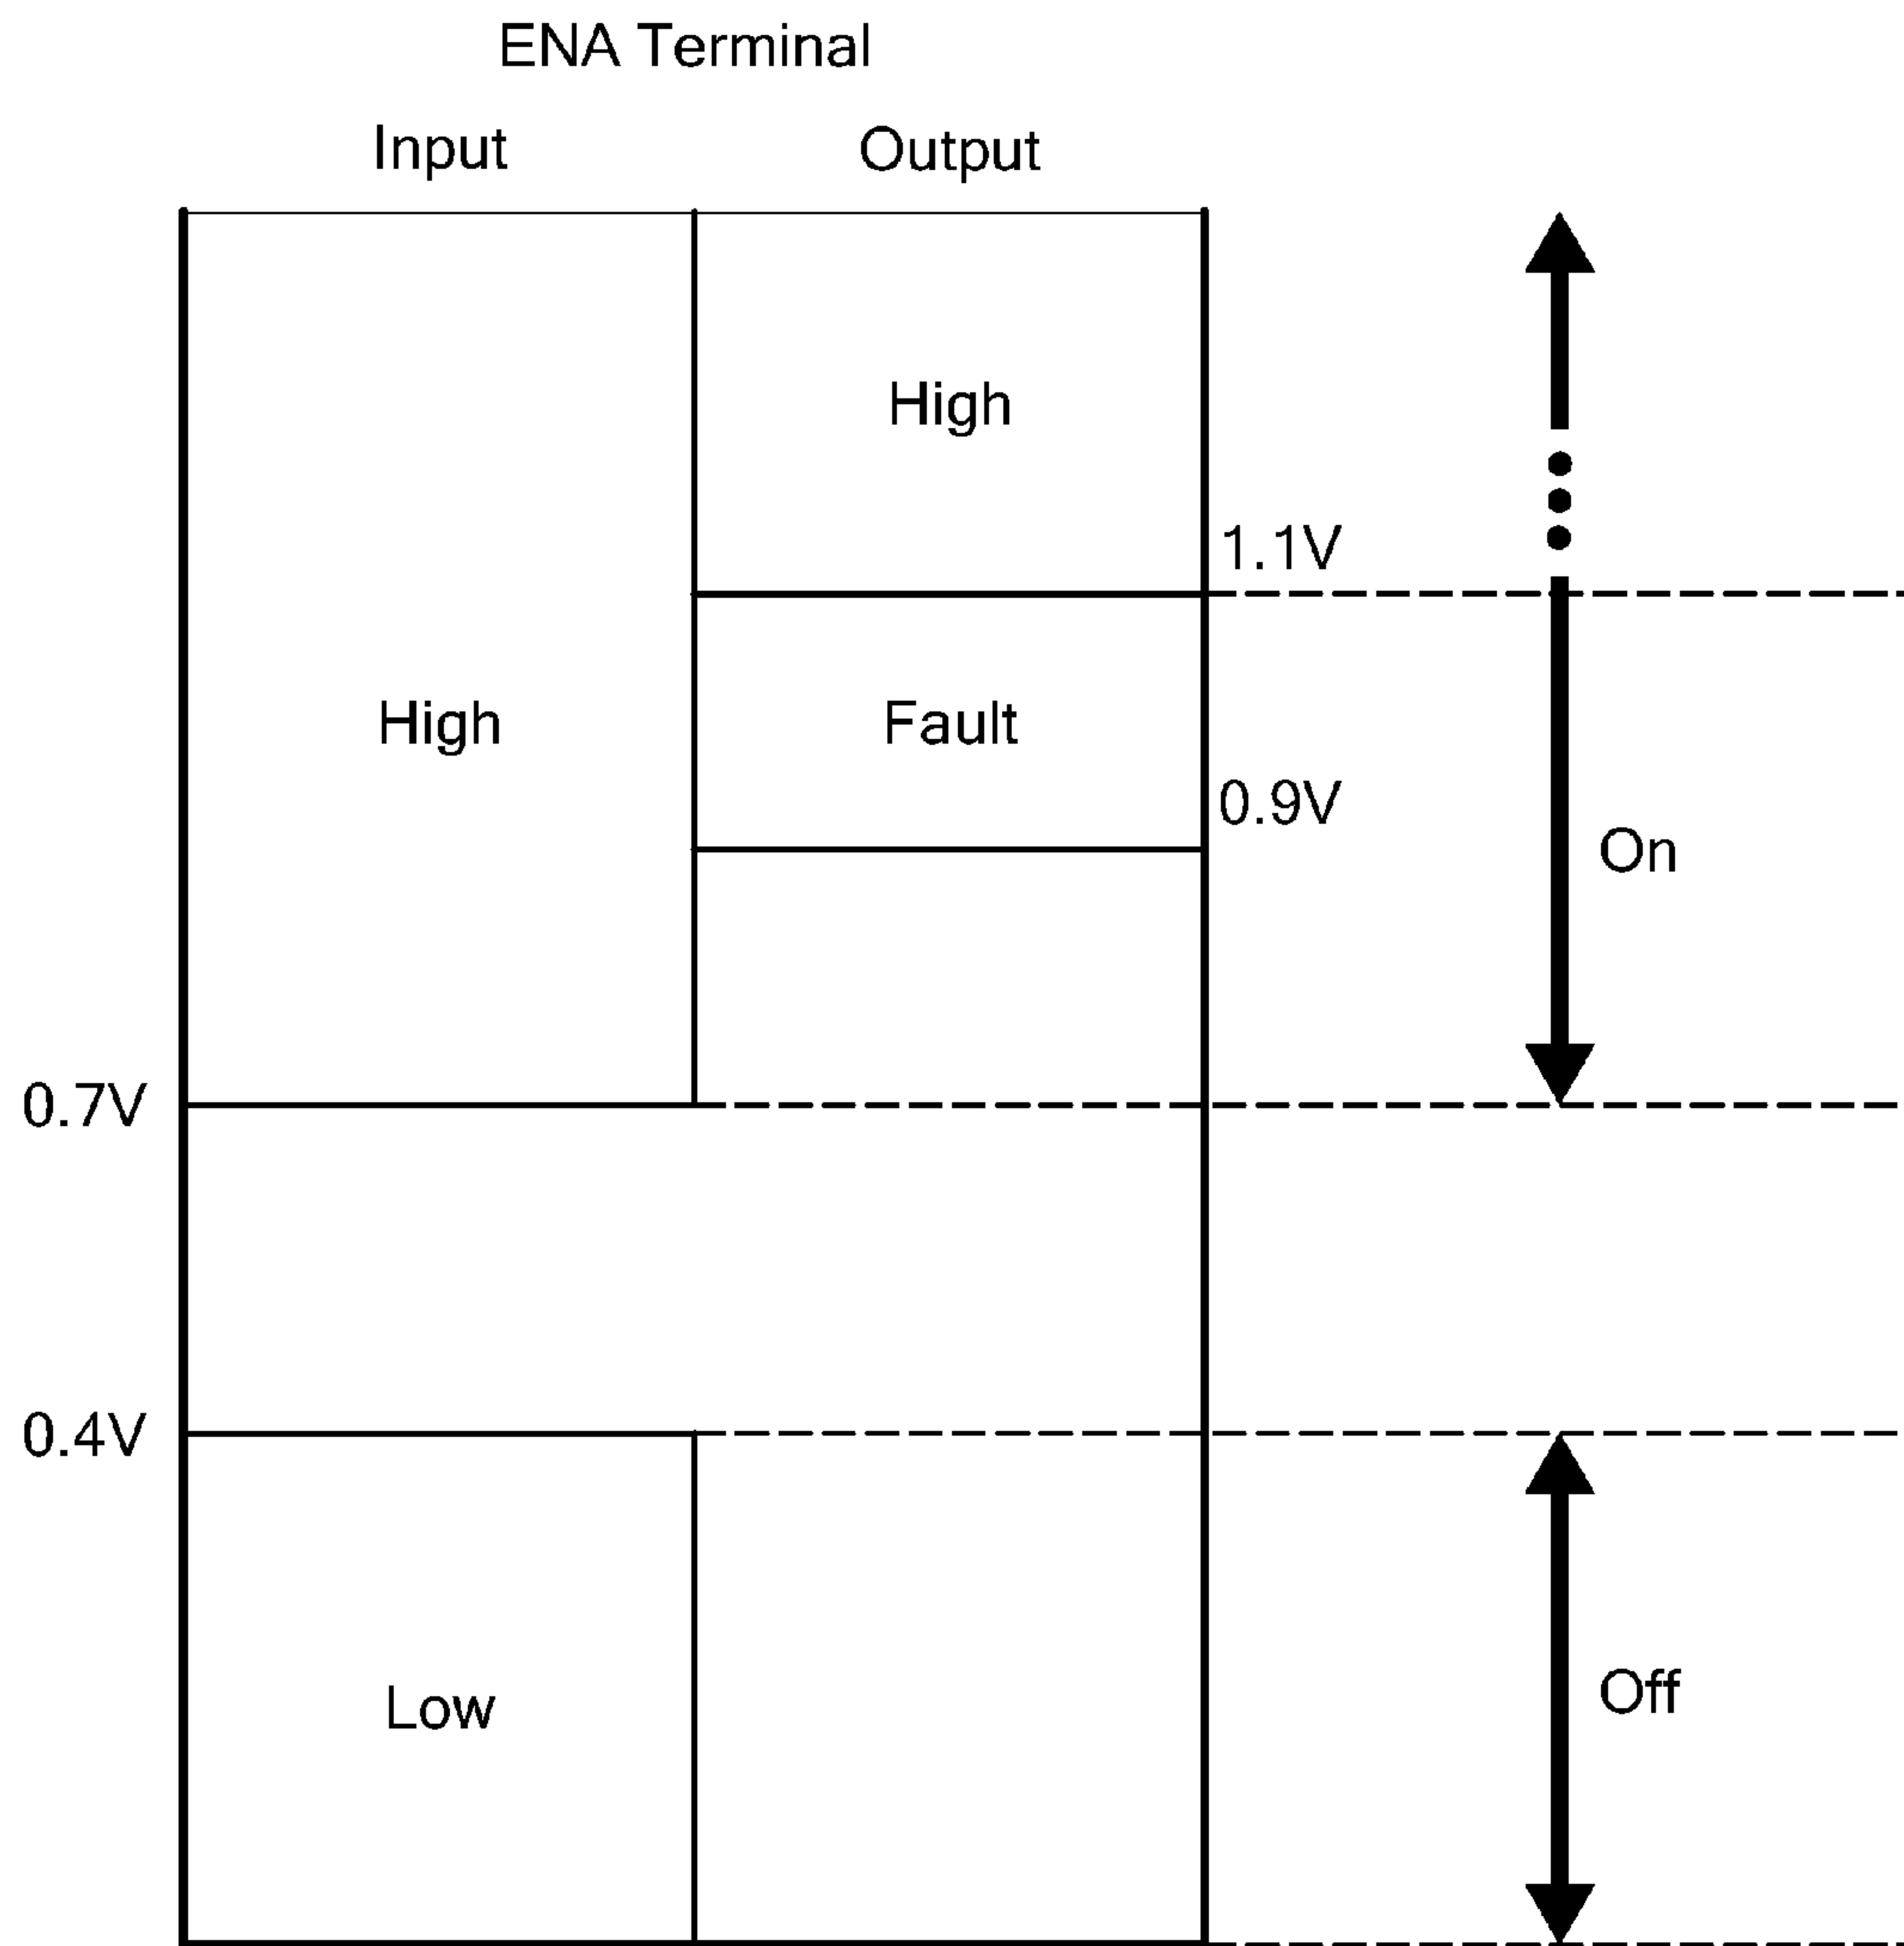 ENA Terminal
Input
Output
High
1.1V
High
Fault
0.9V
On
0.7V
0.4V
Low
Off